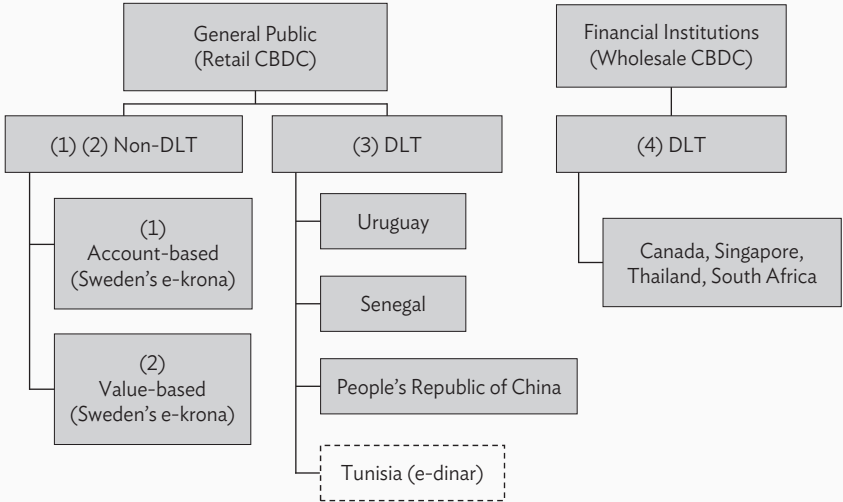 General Public
(Retail CBDC)
Financial Institutions
(Wholesale CBDC)
(1) (2) Non-DLT
(3) DLT
(4) DLT
(1)
Account-based
(Sweden's e-krona)
(2)
Value-based
(Sweden's e-krona)
Uruguay
Senegal
People's Republic of China
Tunisia (e-dinar)
Canada, Singapore,
Thailand, South Africa